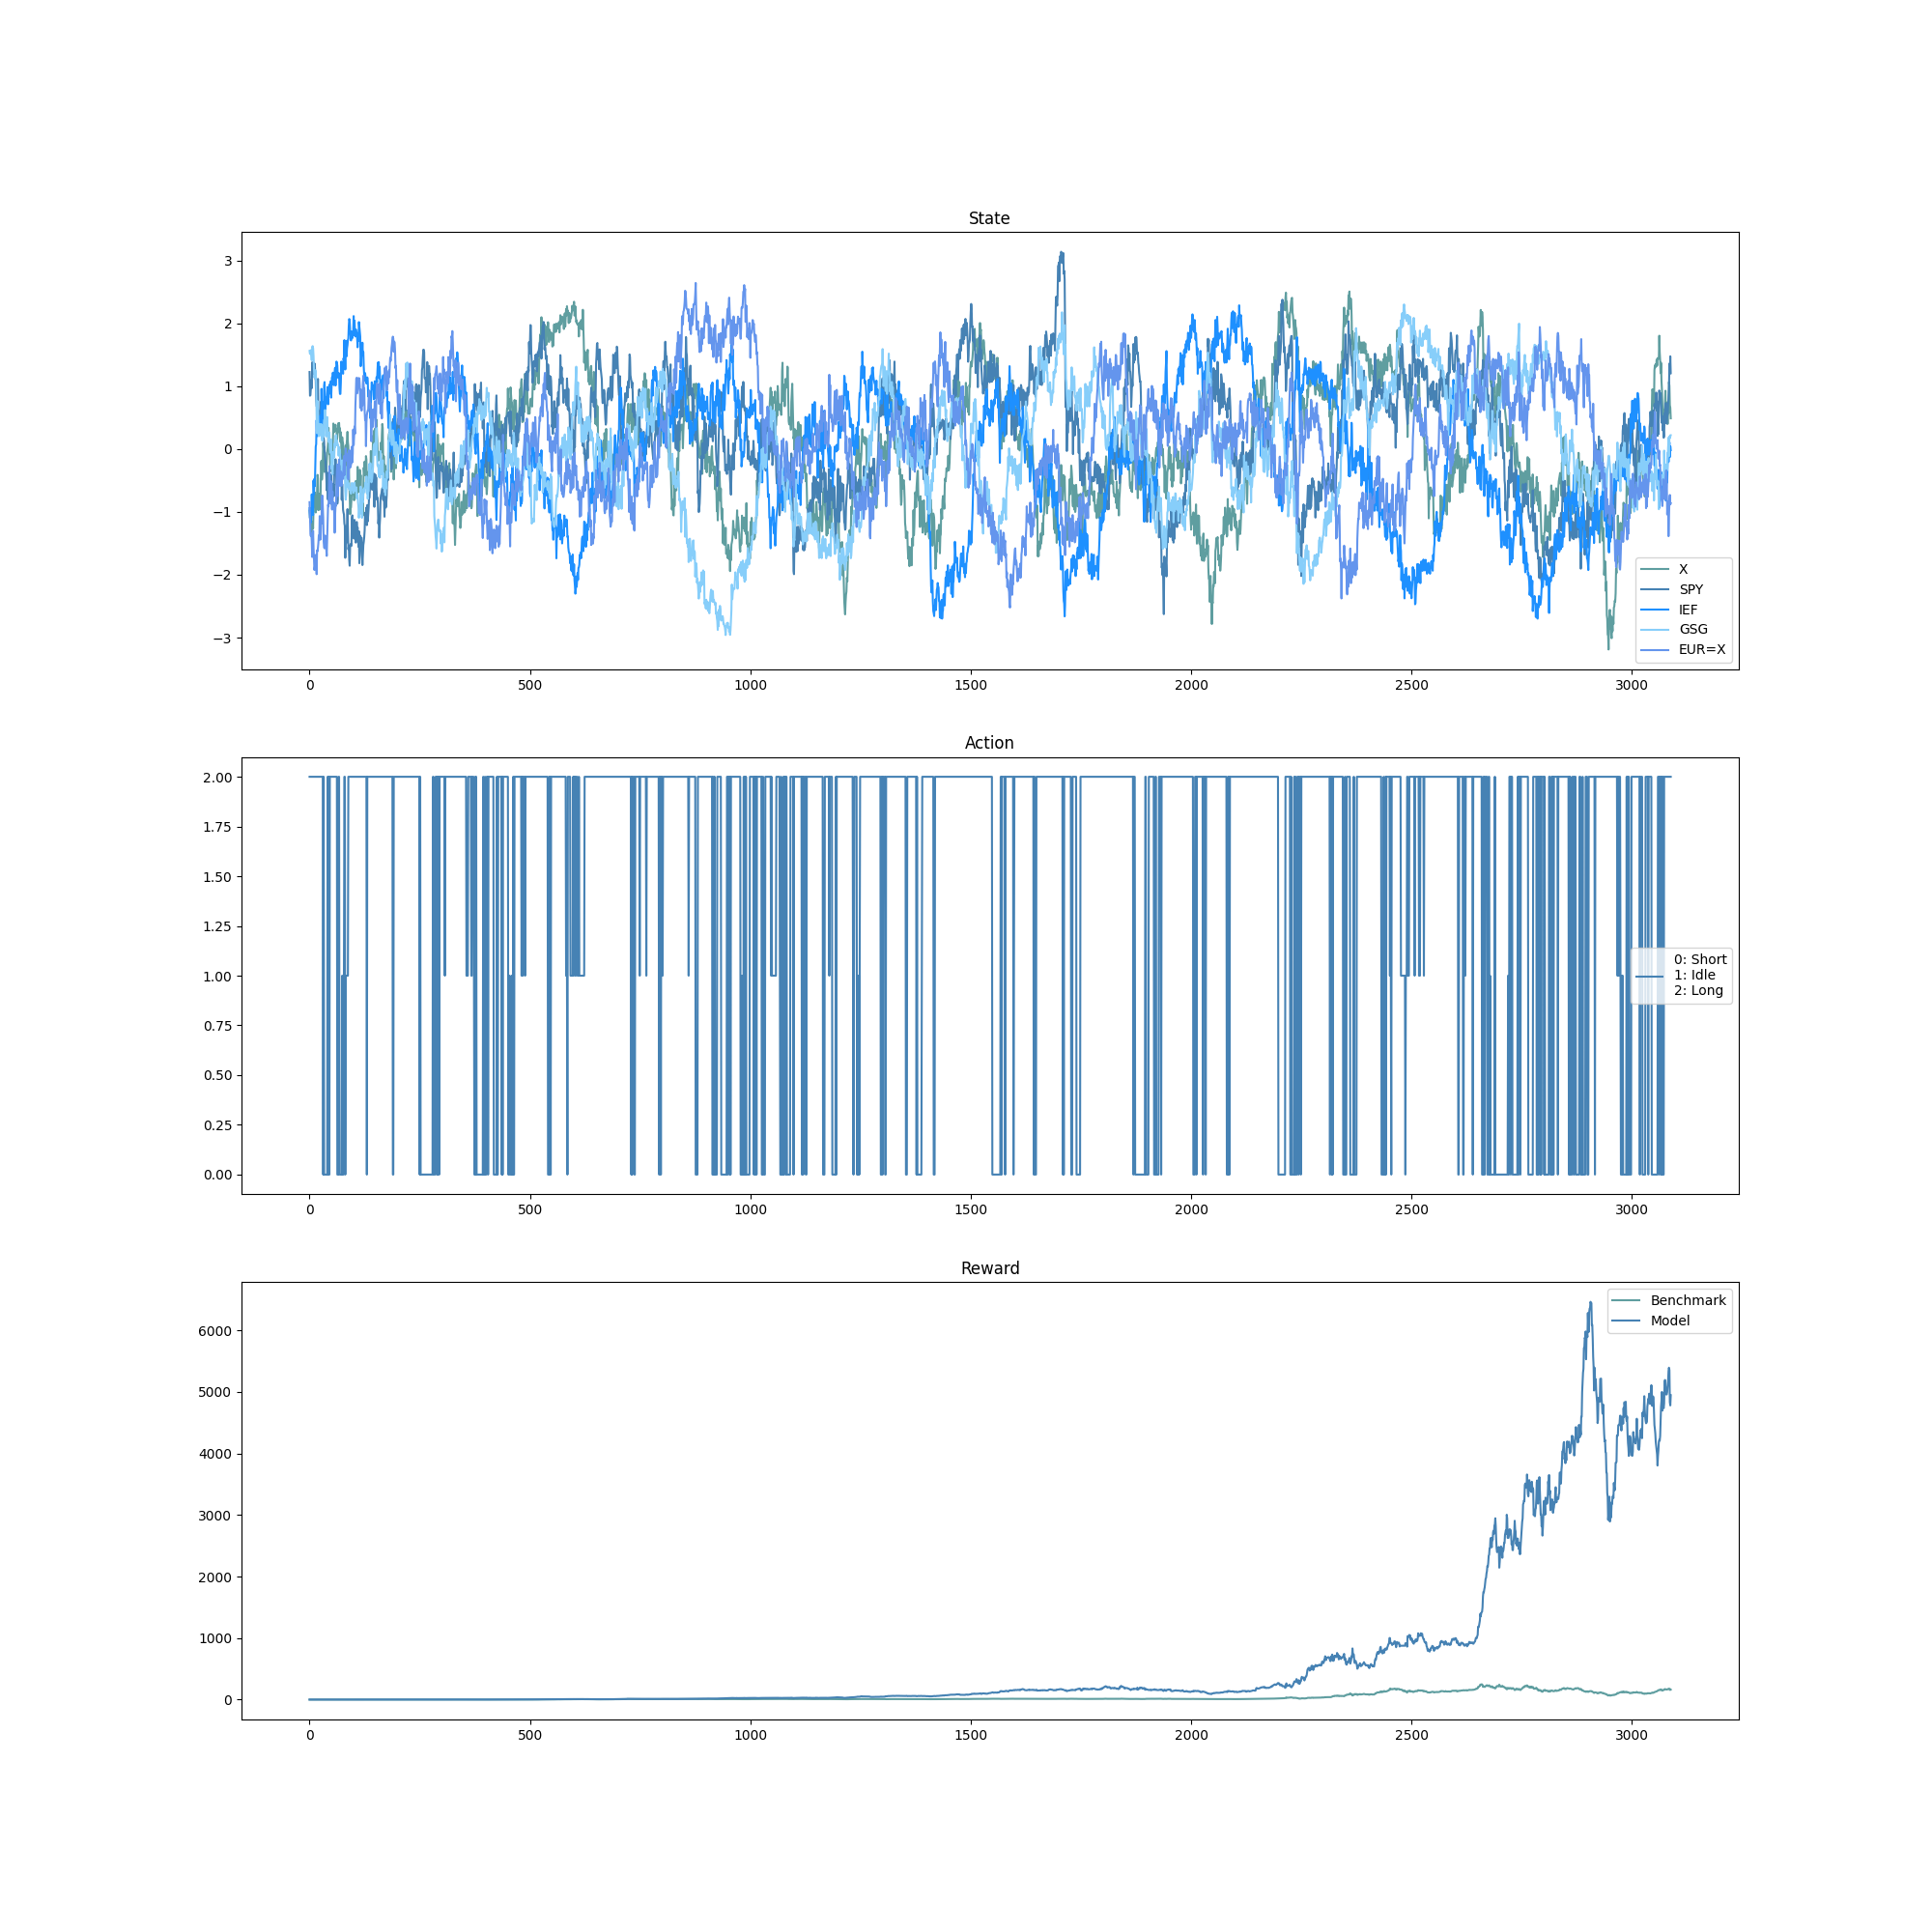 State
3
2
1
0
−1
−2
−3
X
SPY
IEF
GSG
EUR=X
0 500 1000 1500 2000 2500 3000
Action
2.00
1.75
1.50
1.25
1.00
0.75
0.50
0.25
0.00
0: Short
1: Idle
2: Long
0 500 1000 1500 2000 2500 3000
Reward
6000
5000
4000
3000
2000
1000
0
Benchmark
Model
0 500 1000 1500 2000 2500 3000